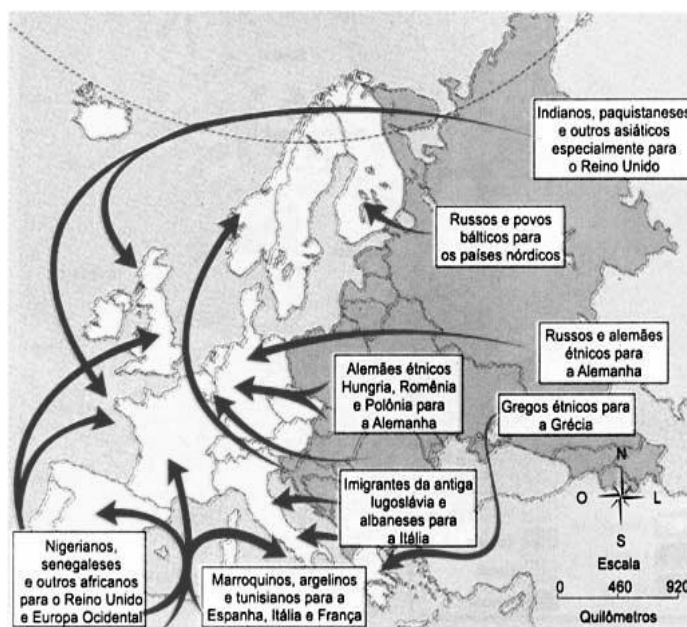 Indianos, paquistaneses
e outros asiáticos
especialmente para
o Reino Unido
Russos e povos
bálticos para
os países nórdicos
Russos e alemães
étnicos para
a Alemanha
Alemães étnicos
Hungria, Romênia
e Polônia para
a Alemanha
Gregos étnicos para
a Grécia
Imigrantes da antiga
Iugoslávia e
albaneses para
a Itália
N
O
L
S
Escala
0 460 920
Quilômetros
Nigerianos,
senegaleses
e outros africanos
para o Reino Unido
e Europa Ocidental
Marroquinos, argelinos
e tunisianos para a
Espanha, Itália e França